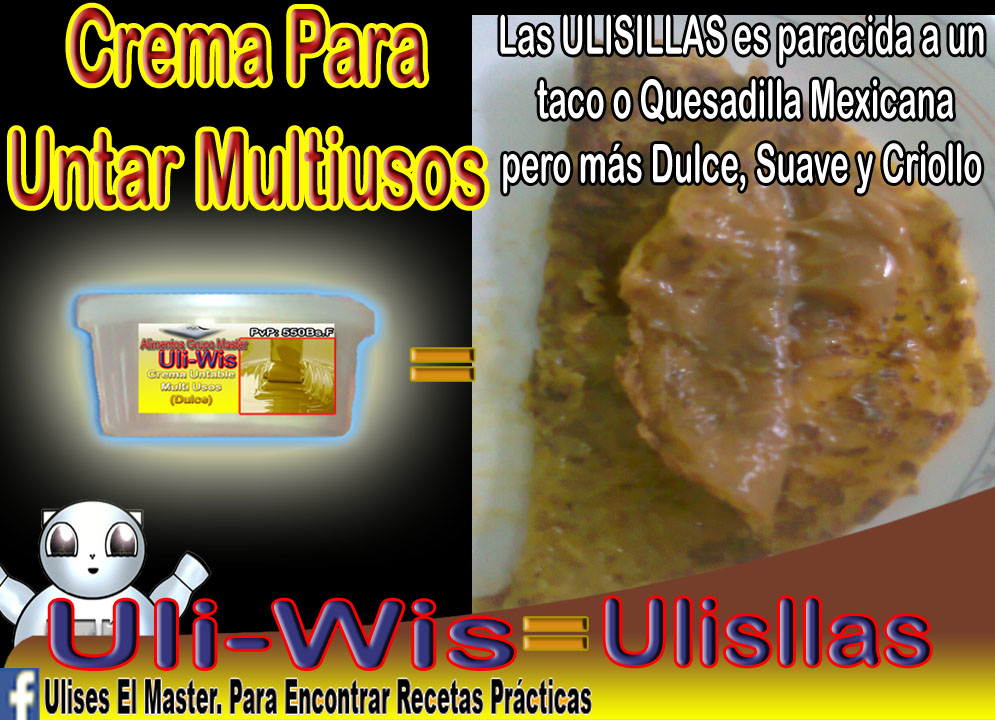 Crema Para
Untar Multiusos
Las ULISILLAS es paracida a un
taco o Quesadilla Mexicana
pero más Dulce, Suave y Criollo
PvP: 550Bs.F
Alimentos Grupo Master
Uli-Wis
Crema Untable
Multi Usos
(Dulce)
=
Uli-Wis=Ulisllas
f Ulises El Master. Para Encontrar Recetas Prácticas